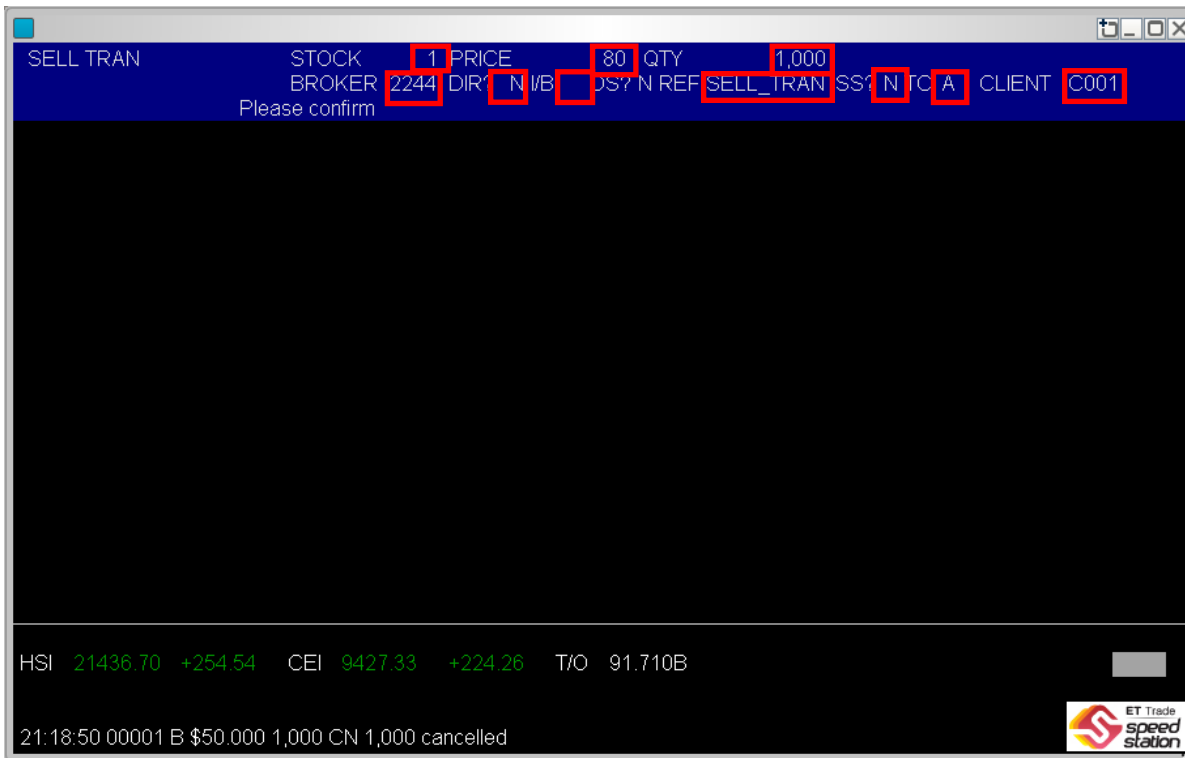 SELL TRAN STOCK 1 PRICE 80 QTY 1,000
BROKER 2244 DIR? N I/B DS? N REF SELL_TRAN SS? N TC A CLIENT C001
Please confirm
HSI 21436.70 +254.54 CEI 9427.33 +224.26 T/O 91.710B
ET Trade
speed
station
21:18:50 00001 B $50.000 1,000 CN 1,000 cancelled